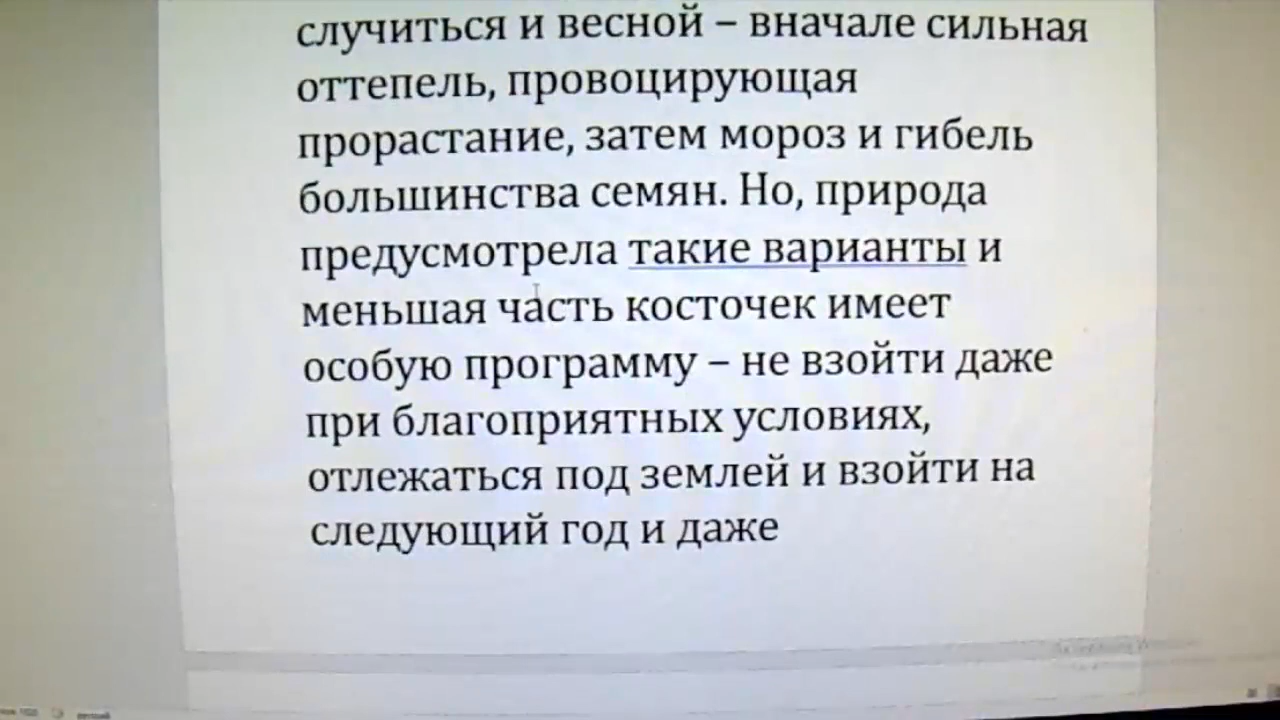 случиться и весной – вначале сильная
оттепель, провоцирующая
прорастание, затем мороз и гибель
большинства семян. Но, природа
предусмотрела такие варианты и
меньшая часть косточек имеет
особую программу – не взойти даже
при благоприятных условиях,
отлежаться под землей и взойти на
следующий год и даже